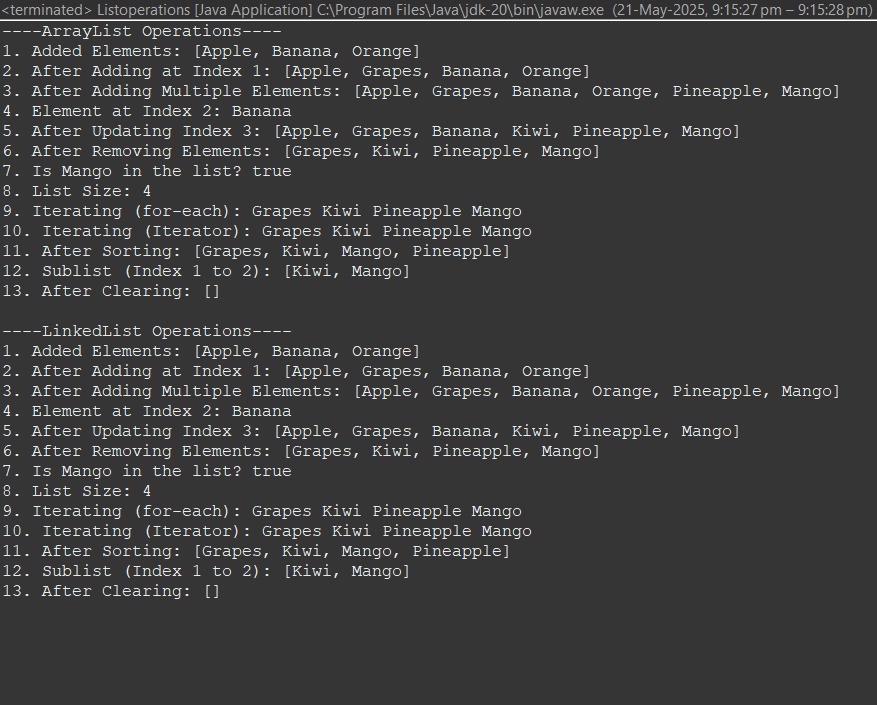 <terminated> Listoperations [Java Application] C:\Program Files\Java\jdk-20\bin\javaw.exe (21-May-2025, 9:15:27 pm – 9:15:28 pm)
----ArrayList Operations----
1. Added Elements: [Apple, Banana, Orange]
2. After Adding at Index 1: [Apple, Grapes, Banana, Orange]
3. After Adding Multiple Elements: [Apple, Grapes, Banana, Orange, Pineapple, Mango]
4. Element at Index 2: Banana
5. After Updating Index 3: [Apple, Grapes, Banana, Kiwi, Pineapple, Mango]
6. After Removing Elements: [Grapes, Kiwi, Pineapple, Mango]
7. Is Mango in the list? true
8. List Size: 4
9. Iterating (for-each): Grapes Kiwi Pineapple Mango
10. Iterating (Iterator): Grapes Kiwi Pineapple Mango
11. After Sorting: [Grapes, Kiwi, Mango, Pineapple]
12. Sublist (Index 1 to 2): [Kiwi, Mango]
13. After Clearing: []

----LinkedList Operations----
1. Added Elements: [Apple, Banana, Orange]
2. After Adding at Index 1: [Apple, Grapes, Banana, Orange]
3. After Adding Multiple Elements: [Apple, Grapes, Banana, Orange, Pineapple, Mango]
4. Element at Index 2: Banana
5. After Updating Index 3: [Apple, Grapes, Banana, Kiwi, Pineapple, Mango]
6. After Removing Elements: [Grapes, Kiwi, Pineapple, Mango]
7. Is Mango in the list? true
8. List Size: 4
9. Iterating (for-each): Grapes Kiwi Pineapple Mango
10. Iterating (Iterator): Grapes Kiwi Pineapple Mango
11. After Sorting: [Grapes, Kiwi, Mango, Pineapple]
12. Sublist (Index 1 to 2): [Kiwi, Mango]
13. After Clearing: []